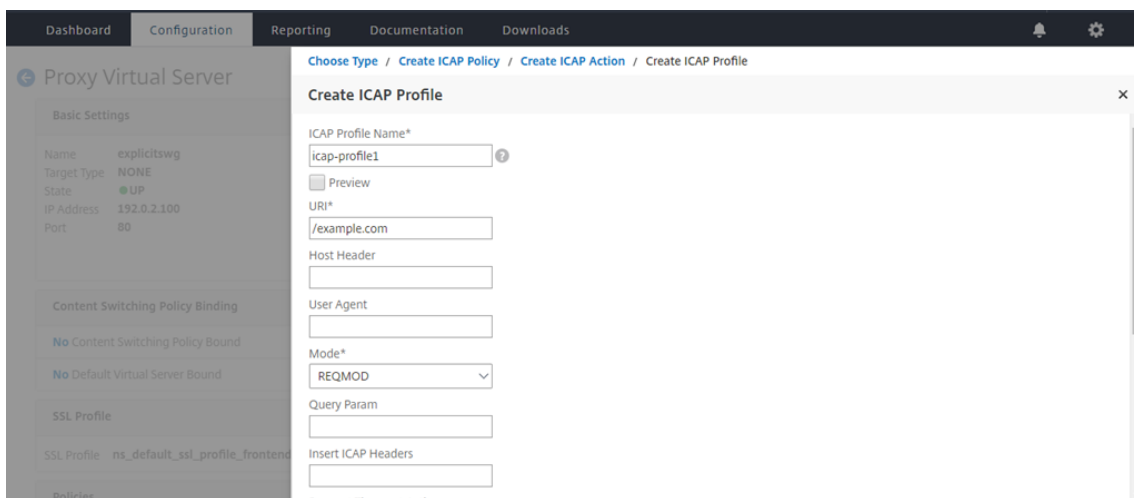 Dashboard Configuration Reporting Documentation Downloads
Proxy Virtual Server
Basic Settings
Name explicitswg
Target Type NONE
State UP
IP Address 192.0.2.100
Port 80
Content Switching Policy Binding
No Content Switching Policy Bound
No Default Virtual Server Bound
SSL Profile
SSL Profile ns_default_ssl_profile_frontend
Policies
Choose Type / Create ICAP Policy / Create ICAP Action / Create ICAP Profile
Create ICAP Profile
ICAP Profile Name*
icap-profile1
Preview
URI*
/example.com
Host Header
User Agent
Mode*
REQMOD
Query Param
Insert ICAP Headers